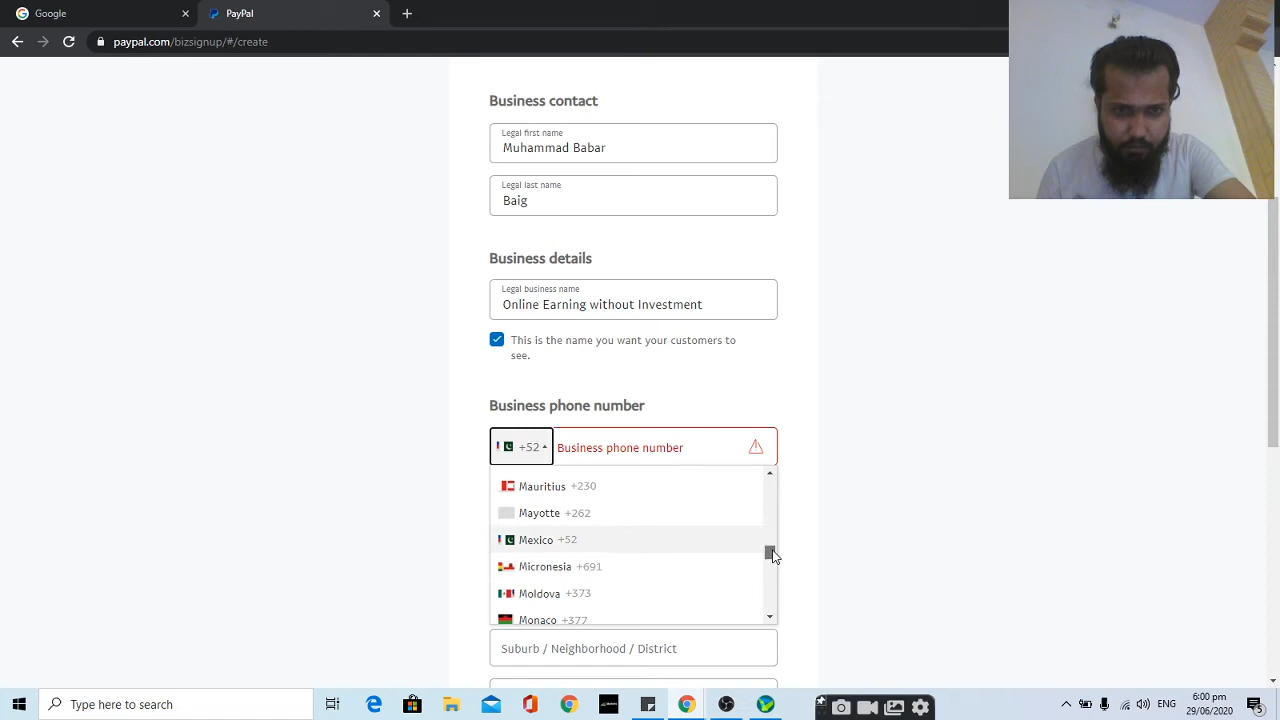 Google
PayPal
paypal.com/bizsignup/#/create
Business contact
Legal first name
Muhammad Babar
Legal last name
Baig
Business details
Legal business name
Online Earning without Investment
This is the name you want your customers to
see.
Business phone number
+52
Business phone number
Mauritius +230
Mayotte +262
Mexico +52
Micronesia +691
Moldova +373
Monaco +377
Suburb / Neighborhood / District
Type here to search
ENG
6:00 pm
29/06/2020
5